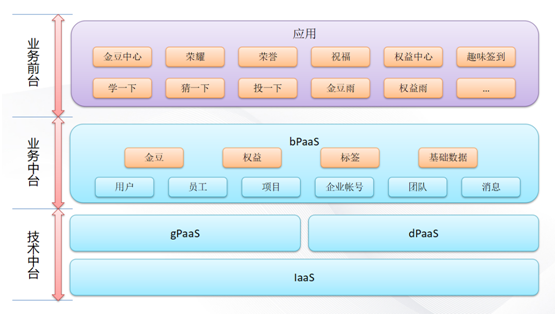 业务前台
应用
金豆中心 荣耀 荣誉 祝福 权益中心 趣味签到
学一下 猜一下 投一下 金豆雨 权益雨 ...
业务中台
bPaaS
金豆 权益 标签 基础数据
用户 员工 项目 企业帐号 团队 消息
技术中台
gPaaS dPaaS
IaaS